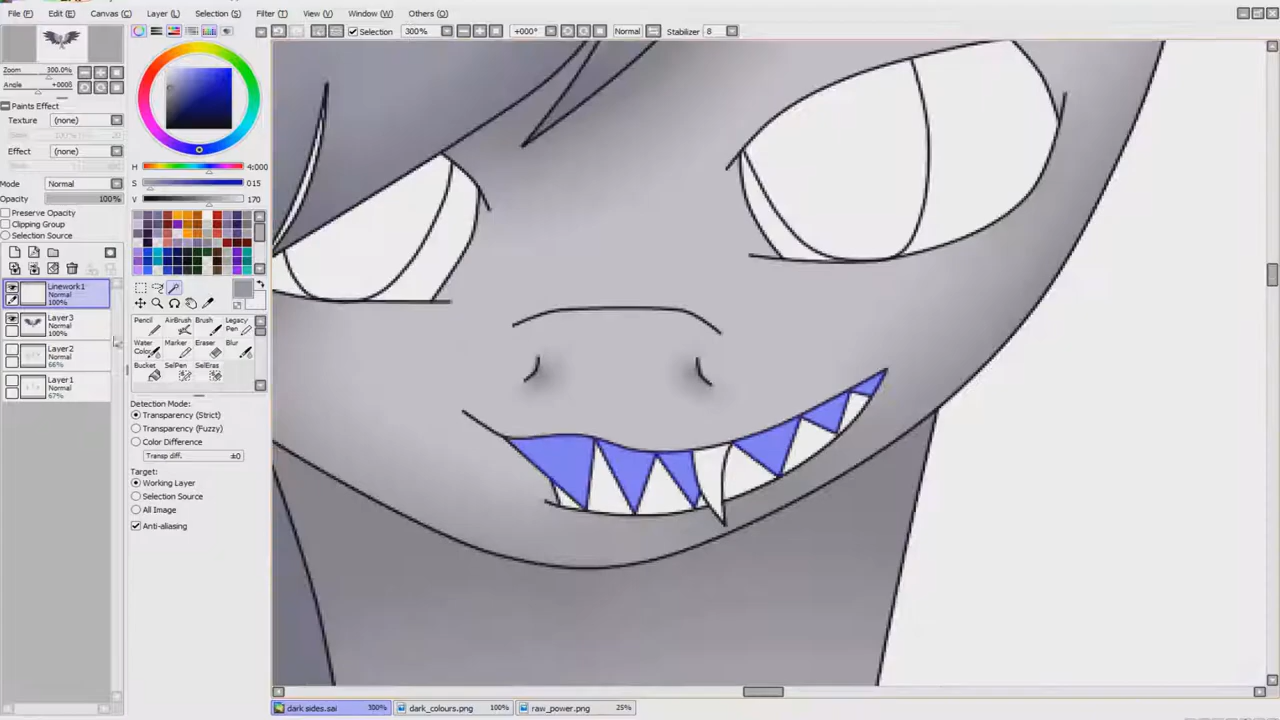 File (F) Edit (E) Canvas (C) Layer (L) Selection (S) Filter (T) View (V) Window (W) Others (O)
Selection 300% +000° Normal Stabilizer 8
Zoom 300.0%
Angle +000θ
Paints Effect
Texture (none)
Effect (none)
Mode Normal
Opacity 100%
Preserve Opacity
Clipping Group
Selection Source
Linework1
Normal
100%
Layer3
Normal
100%
Layer2
Normal
66%
Layer1
Normal
67%
H 4:000
S 015
V 170
Pencil AirBrush Brush Legacy Pen
Water Color Marker Eraser Blur
Bucket SelPen SelEras
Detection Mode:
Transparency (Strict)
Transparency (Fuzzy)
Color Difference
Transp diff. ±0
Target:
Working Layer
Selection Source
All Image
Anti-aliasing
dark sides.sai 300% dark_colours.png 100% raw_power.png 25%